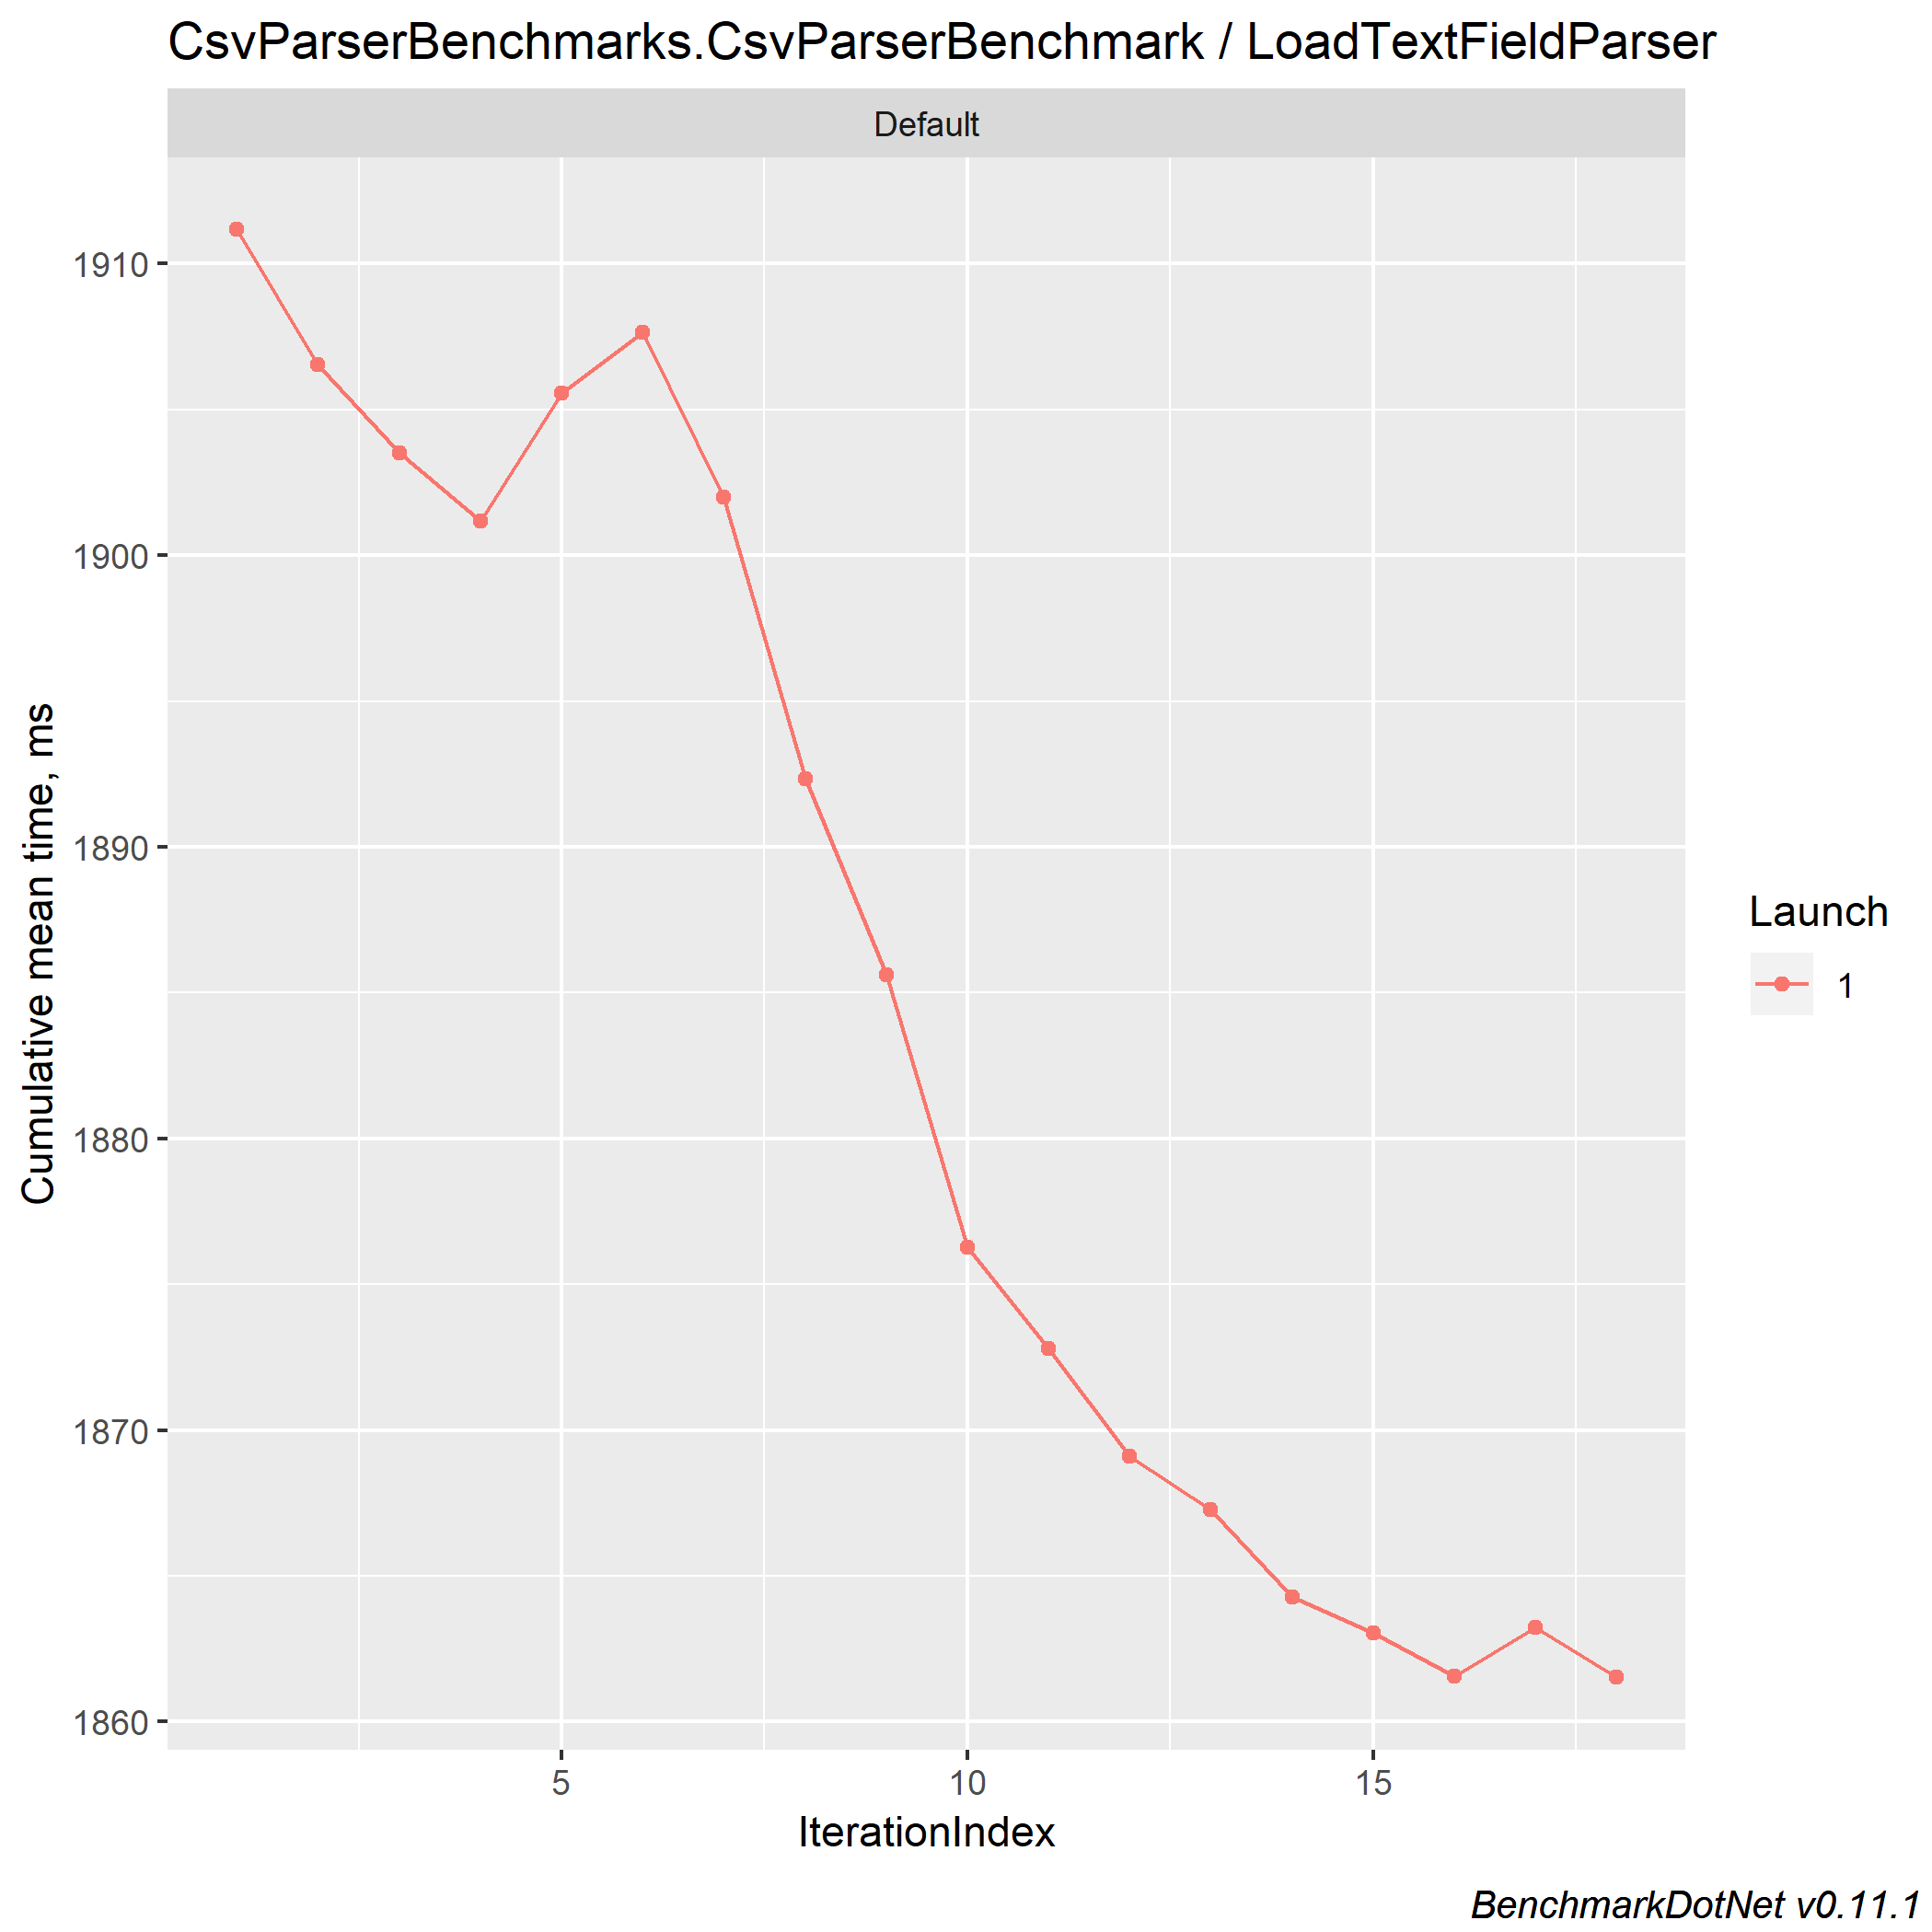 CsvParserBenchmarks.CsvParserBenchmark / LoadTextFieldParser
Default
1910
1900
1890
1880
1870
1860
Cumulative mean time, ms
5
10
15
IterationIndex
Launch
1
BenchmarkDotNet v0.11.1